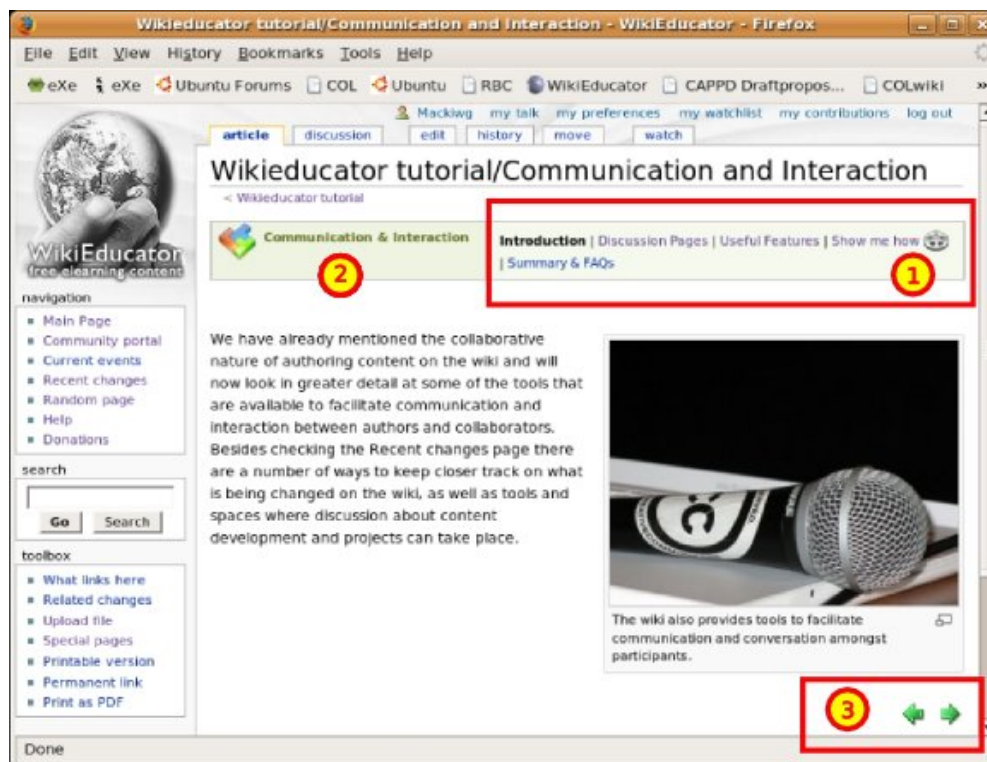 Wikieducator tutorial/Communication and Interaction - WikiEducator - Firefox
File Edit View History Bookmarks Tools Help
eXe eXe Ubuntu Forums COL Ubuntu RBC WikiEducator CAPPD Draftpropos... COLwiki »
Mackiwg my talk my preferences my watchlist my contributions log out
article discussion edit history move watch
Wikieducator tutorial/Communication and Interaction
< Wikieducator tutorial
Communication & Interaction
2
Introduction | Discussion Pages | Useful Features | Show me how
| Summary & FAQs
1
WikiEducator
free elearning content
navigation
Main Page
Community portal
Current events
Recent changes
Random page
Help
Donations
search
Go Search
toolbox
What links here
Related changes
Upload file
Special pages
Printable version
Permanent link
Print as PDF
We have already mentioned the collaborative
nature of authoring content on the wiki and will
now look in greater detail at some of the tools that
are available to facilitate communication and
interaction between authors and collaborators.
Besides checking the Recent changes page there
are a number of ways to keep closer track on what
is being changed on the wiki, as well as tools and
spaces where discussion about content
development and projects can take place.
CC
The wiki also provides tools to facilitate
communication and conversation amongst
participants.
3
Done